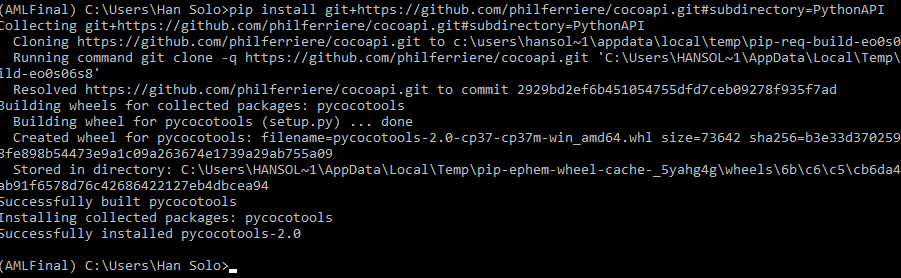 (AMLFinal) C:\Users\Han Solo>pip install git+https://github.com/philferriere/cocoapi.git#subdirectory=PythonAPI
Collecting git+https://github.com/philferriere/cocoapi.git#subdirectory=PythonAPI
  Cloning https://github.com/philferriere/cocoapi.git to c:\users\hansol~1\appdata\local\temp\pip-req-build-eo0s0
  Running command git clone -q https://github.com/philferriere/cocoapi.git 'C:\Users\HANSOL~1\AppData\Local\Temp\
ild-eo0s06s8'
  Resolved https://github.com/philferriere/cocoapi.git to commit 2929bd2ef6b451054755dfd7ceb09278f935f7ad
Building wheels for collected packages: pycocotools
  Building wheel for pycocotools (setup.py) ... done
  Created wheel for pycocotools: filename=pycocotools-2.0-cp37-cp37m-win_amd64.whl size=73642 sha256=b3e33d370259
8fe898b54473e9a1c09a263674e1739a29ab755a09
  Stored in directory: C:\Users\HANSOL~1\AppData\Local\Temp\pip-ephem-wheel-cache-_5yahg4g\wheels\6b\c6\c5\cb6da4
ab91f6578d76c42686422127eb4dbcea94
Successfully built pycocotools
Installing collected packages: pycocotools
Successfully installed pycocotools-2.0
(AMLFinal) C:\Users\Han Solo>